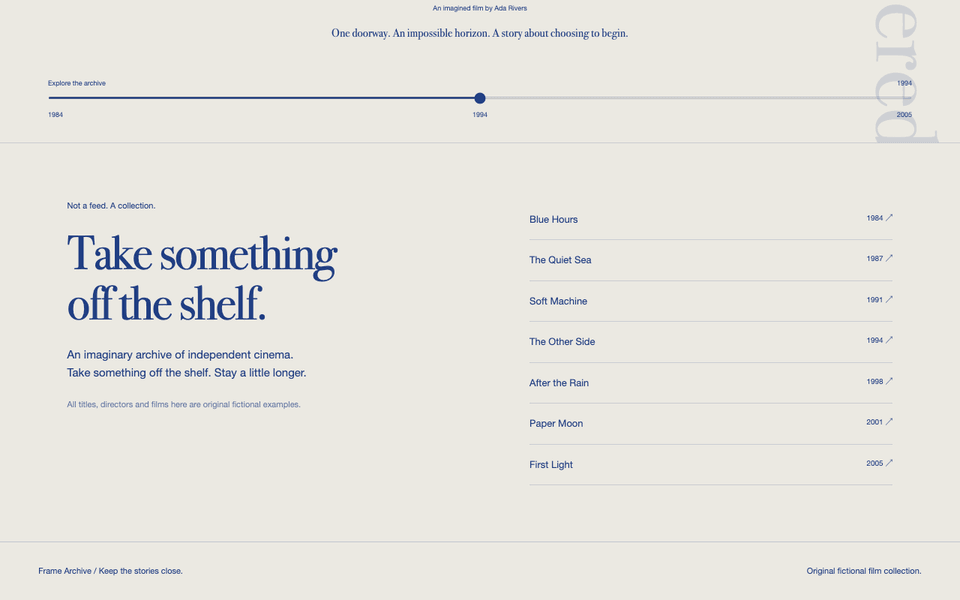 An imagined film by Ada Rivers
One doorway. An impossible horizon. A story about choosing to begin.
ered
Explore the archive
1994
1984
1994
2005
Not a feed. A collection.
Take something
off the shelf.
An imaginary archive of independent cinema.
Take something off the shelf. Stay a little longer.
All titles, directors and films here are original fictional examples.
Blue Hours 1984 ↗
The Quiet Sea 1987 ↗
Soft Machine 1991 ↗
The Other Side 1994 ↗
After the Rain 1998 ↗
Paper Moon 2001 ↗
First Light 2005 ↗
Frame Archive / Keep the stories close.
Original fictional film collection.